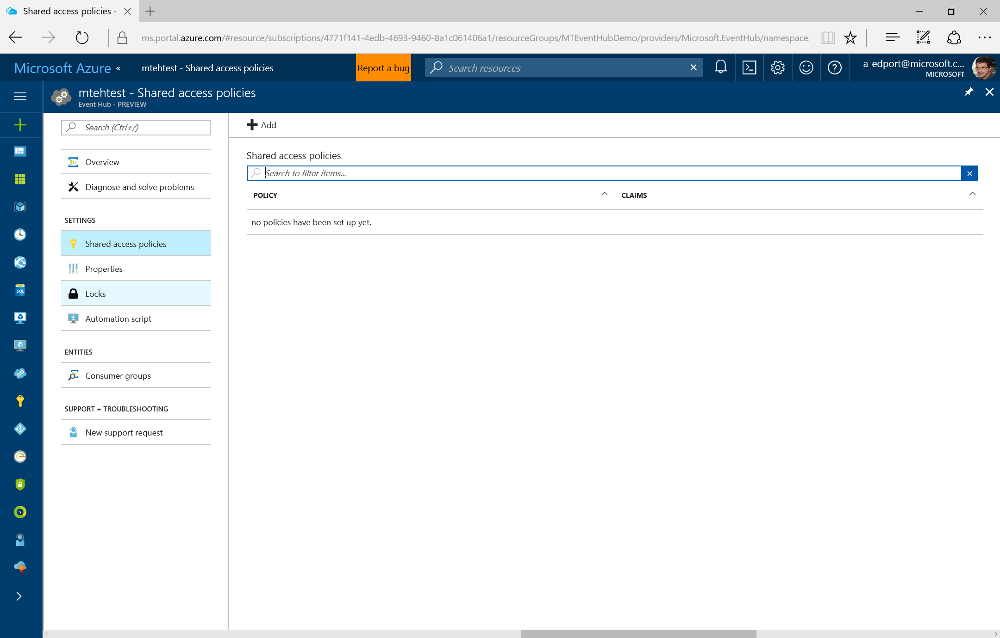 Shared access policies -
ms.portal.azure.com/#resource/subscriptions/4771f141-4edb-4693-9460-8a1c061406a1/resourceGroups/MTEventHubDemo/providers/Microsoft.EventHub/namespace
Microsoft Azure «
mtehtest - Shared access policies
Report a bug
Search resources
a-edport@microsoft.c...
MICROSOFT
mtehtest - Shared access policies
Event Hub - PREVIEW
Search (Ctrl+/)
Add
Overview
Diagnose and solve problems
SETTINGS
Shared access policies
Properties
Locks
Automation script
ENTITIES
Consumer groups
SUPPORT + TROUBLESHOOTING
New support request
Shared access policies
Search to filter items...
POLICY
CLAIMS
no policies have been set up yet.
SQL